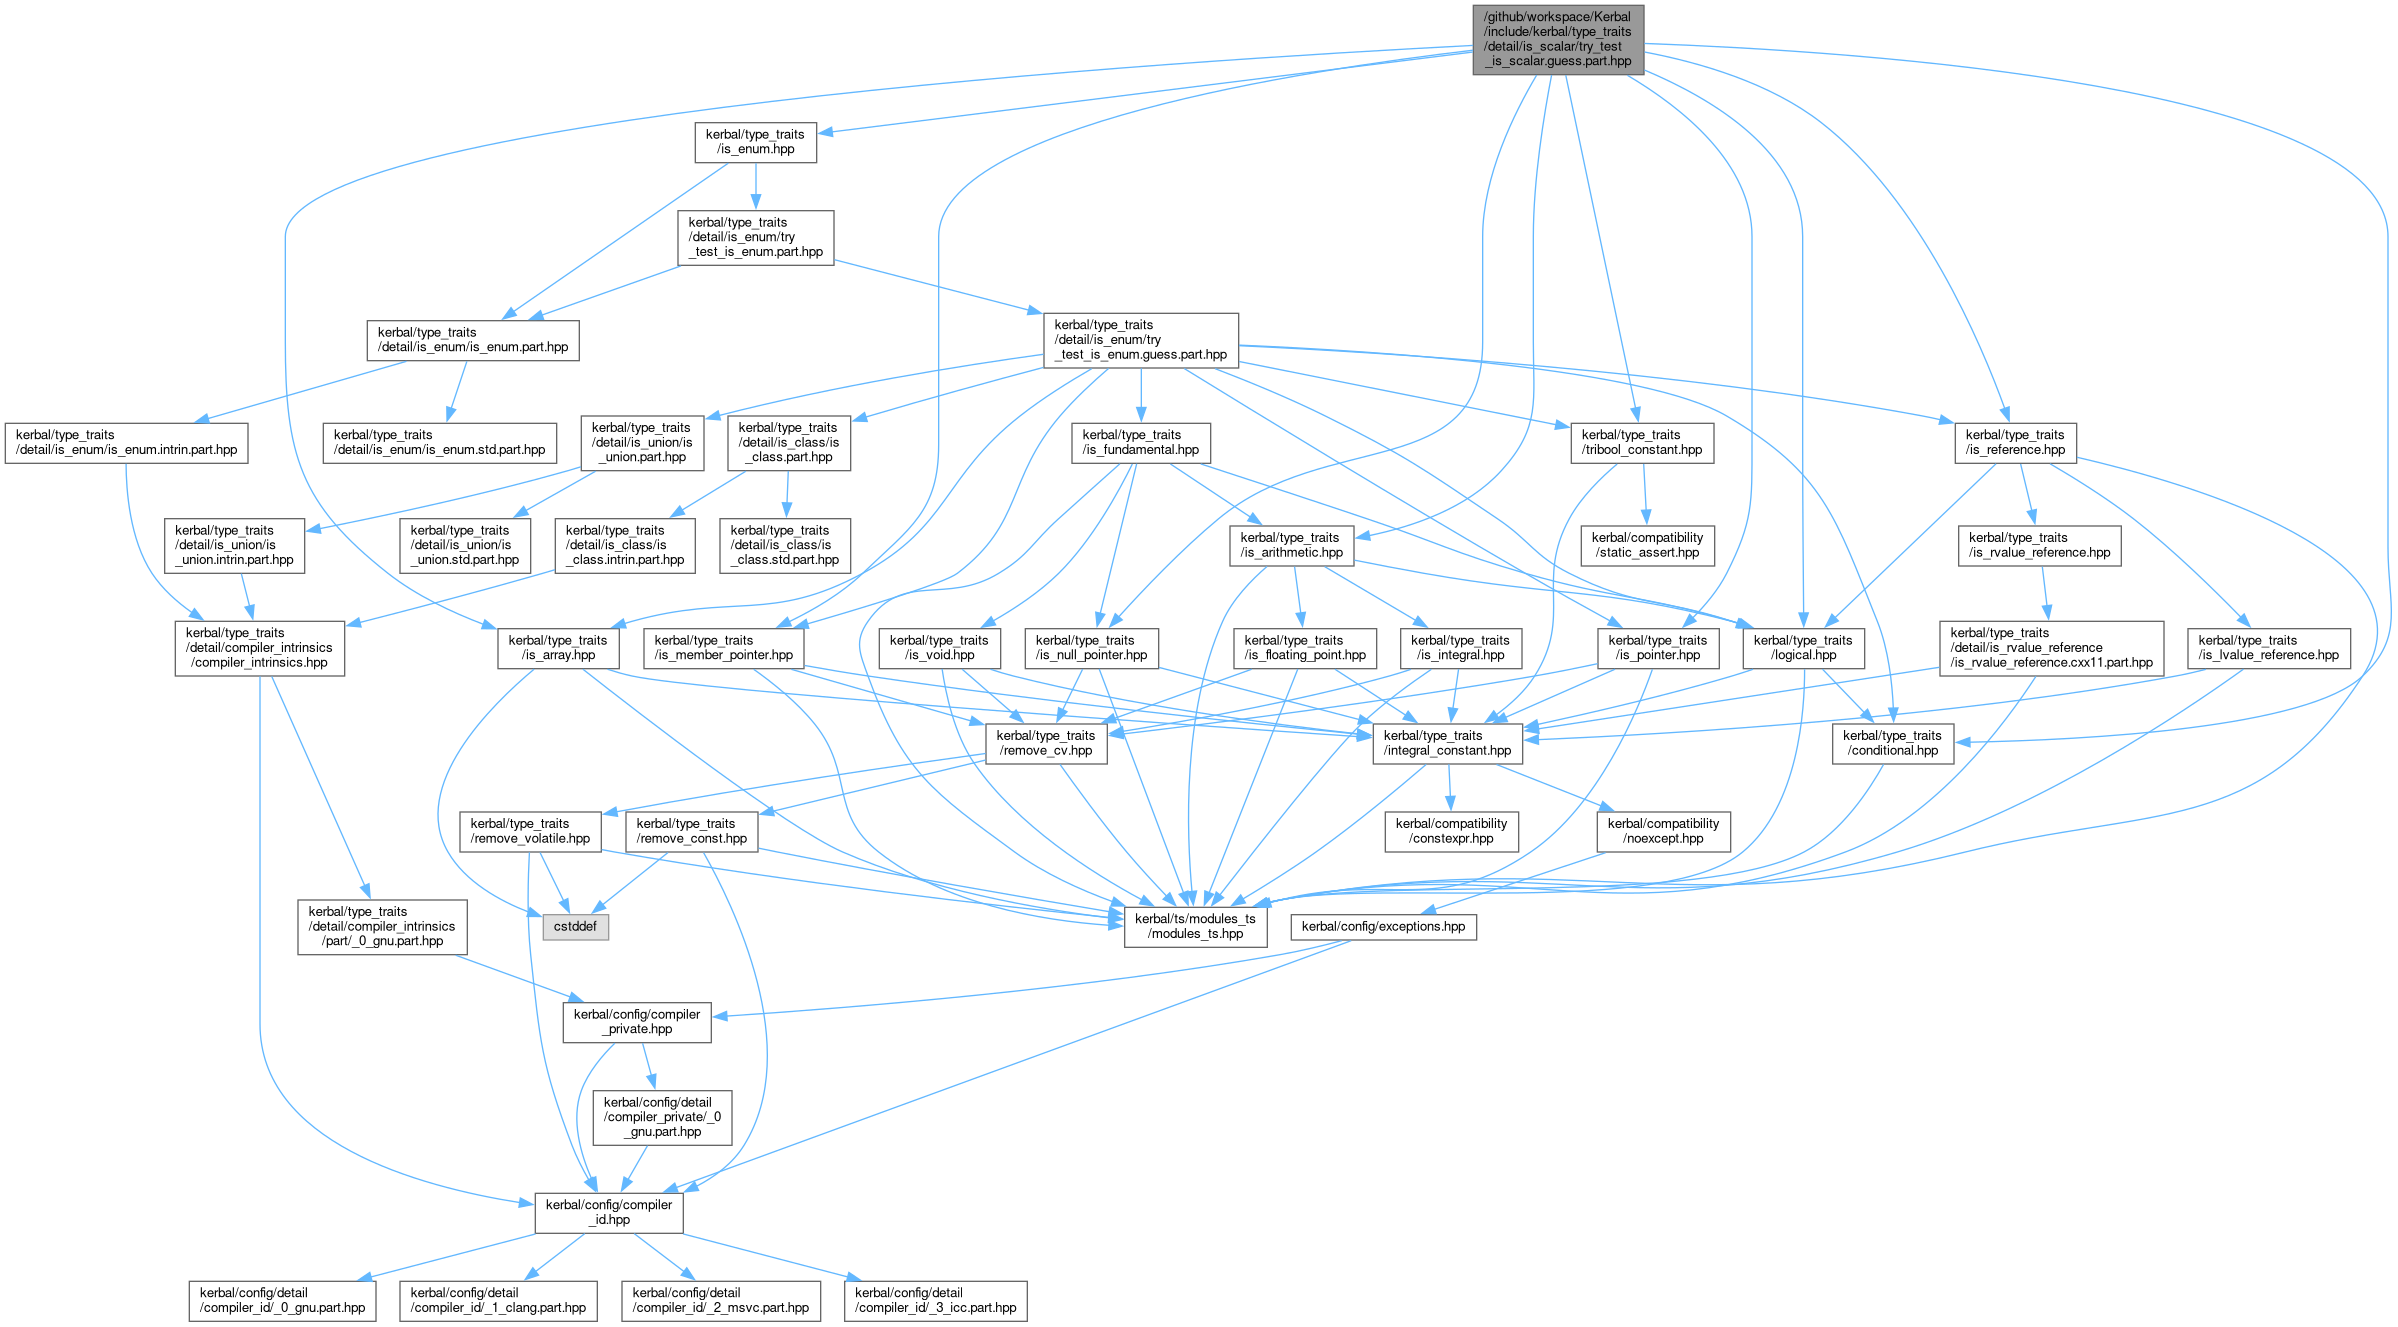 /github/workspace/Kerbal
/include/kerbal/type_traits
/detail/is_scalar/try_test
_is_scalar.guess.part.hpp
kerbal/type_traits
/is_enum.hpp
kerbal/type_traits
/detail/is_enum/try
_test_is_enum.part.hpp
kerbal/type_traits
/detail/is_enum/is_enum.part.hpp
kerbal/type_traits
/detail/is_enum/try
_test_is_enum.guess.part.hpp
kerbal/type_traits
/detail/is_enum/is_enum.intrin.part.hpp
kerbal/type_traits
/detail/is_enum/is_enum.std.part.hpp
kerbal/type_traits
/detail/is_union/is
_union.part.hpp
kerbal/type_traits
/detail/is_class/is
_class.part.hpp
kerbal/type_traits
/is_fundamental.hpp
kerbal/type_traits
/tribool_constant.hpp
kerbal/type_traits
/is_reference.hpp
kerbal/type_traits
/detail/is_union/is
_union.intrin.part.hpp
kerbal/type_traits
/detail/is_union/is
_union.std.part.hpp
kerbal/type_traits
/detail/is_class/is
_class.intrin.part.hpp
kerbal/type_traits
/detail/is_class/is
_class.std.part.hpp
kerbal/type_traits
/is_arithmetic.hpp
kerbal/compatibility
/static_assert.hpp
kerbal/type_traits
/is_rvalue_reference.hpp
kerbal/type_traits
/detail/compiler_intrinsics
/compiler_intrinsics.hpp
kerbal/type_traits
/is_array.hpp
kerbal/type_traits
/is_member_pointer.hpp
kerbal/type_traits
/is_void.hpp
kerbal/type_traits
/is_null_pointer.hpp
kerbal/type_traits
/is_floating_point.hpp
kerbal/type_traits
/is_integral.hpp
kerbal/type_traits
/is_pointer.hpp
kerbal/type_traits
/logical.hpp
kerbal/type_traits
/detail/is_rvalue_reference
/is_rvalue_reference.cxx11.part.hpp
kerbal/type_traits
/is_lvalue_reference.hpp
kerbal/type_traits
/remove_cv.hpp
kerbal/type_traits
/integral_constant.hpp
kerbal/type_traits
/conditional.hpp
kerbal/type_traits
/remove_volatile.hpp
kerbal/type_traits
/remove_const.hpp
kerbal/compatibility
/constexpr.hpp
kerbal/compatibility
/noexcept.hpp
kerbal/type_traits
/detail/compiler_intrinsics
/part/_0_gnu.part.hpp
cstddef
kerbal/ts/modules_ts
/modules_ts.hpp
kerbal/config/exceptions.hpp
kerbal/config/compiler
_private.hpp
kerbal/config/detail
/compiler_private/_0
_gnu.part.hpp
kerbal/config/compiler
_id.hpp
kerbal/config/detail
/compiler_id/_0_gnu.part.hpp
kerbal/config/detail
/compiler_id/_1_clang.part.hpp
kerbal/config/detail
/compiler_id/_2_msvc.part.hpp
kerbal/config/detail
/compiler_id/_3_icc.part.hpp